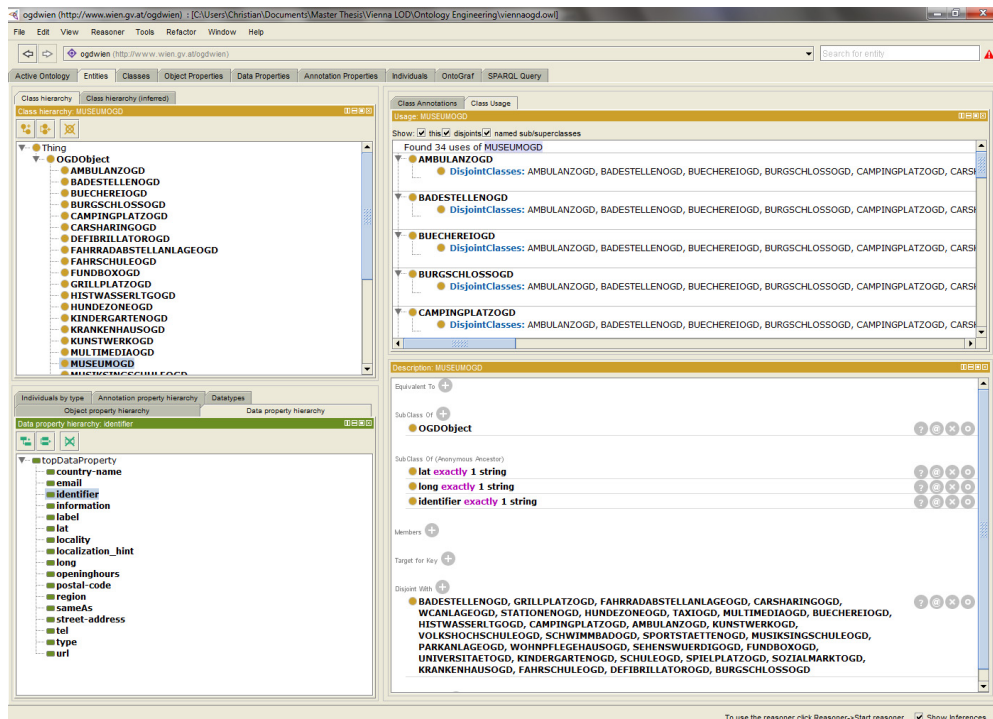 ogdwien (http://www.wien.gv.at/ogdwien) : [C:\Users\Christian\Documents\Master Thesis\Vienna LOD\Ontology Engineering\viennaogd.owl]
File Edit View Reasoner Tools Refactor Window Help
ogdwien (http://www.wien.gv.at/ogdwien)
Search for entity
Active Ontology Entities Classes Object Properties Data Properties Annotation Properties Individuals OntoGraf SPARQL Query
Class hierarchy Class hierarchy (inferred)
Class hierarchy: MUSEUMOGD
Thing
OGDObject
AMBULANZOGD
BADESTELLENOGD
BUECHEREIOGD
BURGSCHLOSSOGD
CAMPINGPLATZOGD
CARSHARINGOGD
DEFIBRILLATOROGD
FAHRRADABSTELLANLAGEOGD
FAHRSCHULEOGD
FUNDBOXOGD
GRILLPLATZOGD
HISTWASSERLTGOGD
HUNDEZONEOGD
KINDERGARTENOGD
KRANKENHAUSOGD
KUNSTWERKOGD
MULTIMEDIAOGD
MUSEUMOGD
MUSIKSINGSCHULEOGD
Individuals by type Annotation property hierarchy Datatypes
Object property hierarchy Data property hierarchy
Data property hierarchy: identifier
topDataProperty
country-name
email
identifier
information
label
lat
locality
localization_hint
long
openinghours
postal-code
region
sameAs
street-address
tel
type
url
Class Annotations Class Usage
Usage: MUSEUMOGD
Show: this disjoints named sub/superclasses
Found 34 uses of MUSEUMOGD
AMBULANZOGD
DisjointClasses: AMBULANZOGD, BADESTELLENOGD, BUECHEREIOGD, BURGSCHLOSSOGD, CAMPINGPLATZOGD, CARSH
BADESTELLENOGD
DisjointClasses: AMBULANZOGD, BADESTELLENOGD, BUECHEREIOGD, BURGSCHLOSSOGD, CAMPINGPLATZOGD, CARSH
BUECHEREIOGD
DisjointClasses: AMBULANZOGD, BADESTELLENOGD, BUECHEREIOGD, BURGSCHLOSSOGD, CAMPINGPLATZOGD, CARSH
BURGSCHLOSSOGD
DisjointClasses: AMBULANZOGD, BADESTELLENOGD, BUECHEREIOGD, BURGSCHLOSSOGD, CAMPINGPLATZOGD, CARSH
CAMPINGPLATZOGD
DisjointClasses: AMBULANZOGD, BADESTELLENOGD, BUECHEREIOGD, BURGSCHLOSSOGD, CAMPINGPLATZOGD, CARSH
Description: MUSEUMOGD
Equivalent To
SubClass Of
OGDObject
SubClass Of (Anonymous Ancestor)
lat exactly 1 string
long exactly 1 string
identifier exactly 1 string
Members
Target for Key
Disjoint With
BADESTELLENOGD, GRILLPLATZOGD, FAHRRADABSTELLANLAGEOGD, CARSHARINGOGD,
WCANLAGEOGD, STATIONENOGD, HUNDEZONEOGD, TAXIOGD, MULTIMEDIAOGD, BUECHEREIOGD,
HISTWASSERLTGOGD, CAMPINGPLATZOGD, AMBULANZOGD, KUNSTWERKOGD,
VOLKSHOCHSCHULEOGD, SCHWIMMBADOGD, SPORTSTAETTENOGD, MUSIKSINGSCHULEOGD,
PARKANLAGEOGD, WOHNPFLEGEHAUSOGD, SEHENSWUERDIGOGD, FUNDBOXOGD,
UNIVERSITAETOGD, KINDERGARTENOGD, SCHULEOGD, SPIELPLATZOGD, SOZIALMARKTOGD,
KRANKENHAUSOGD, FAHRSCHULEOGD, DEFIBRILLATOROGD, BURGSCHLOSSOGD
To use the reasoner click Reasoner->Start reasoner Show Inferences